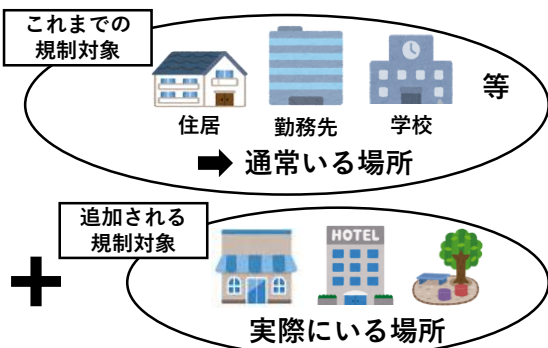 これまでの
規制対象
住居
勤務先
学校
等
➡ 通常いる場所
追加される
規制対象
+
HOTEL
実際にいる場所